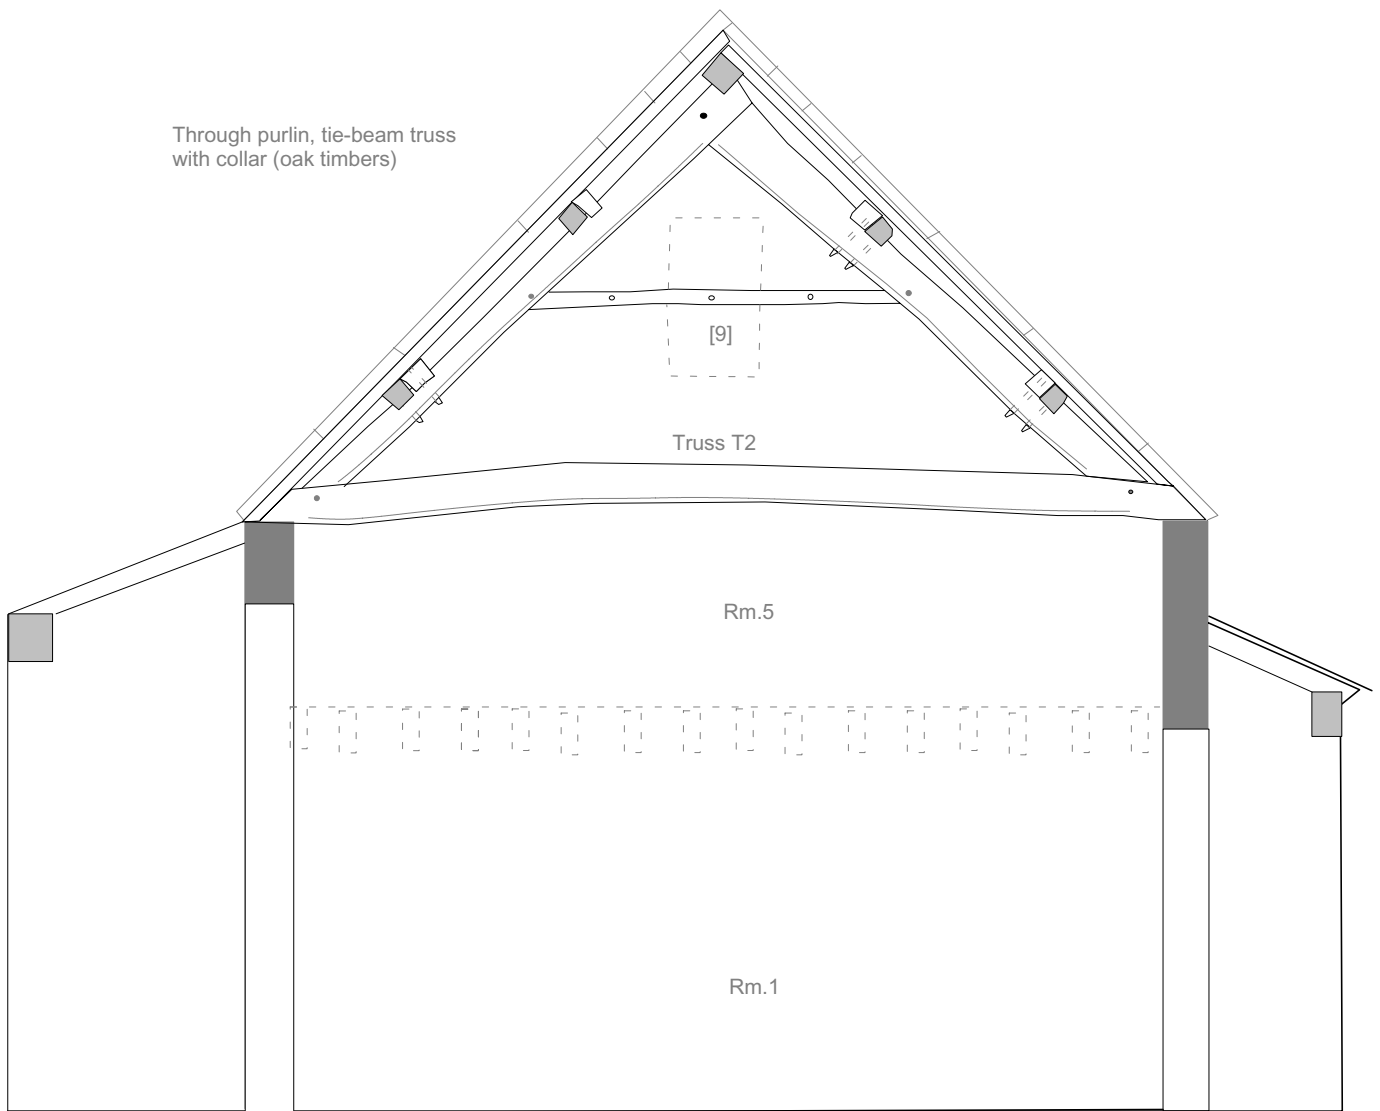 Through purlin, tie-beam truss
with collar (oak timbers)
[9]
Truss T2
Rm.5
Rm.1